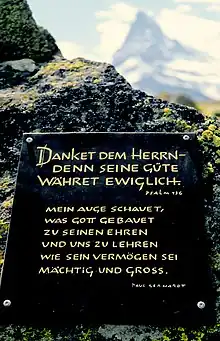 DANKET DEM HERRN-
DENN SEINE GÜTE
WÄHRET EWIGLICH.
PSALM 136
MEIN AUGE SCHAUET,
WAS GOTT GEBAUET
ZU SEINEN EHREN
UND UNS ZU LEHREN
WIE SEIN VERMÖGEN SEI
MÄCHTIG UND GROSS.
PAUL GERHARDT